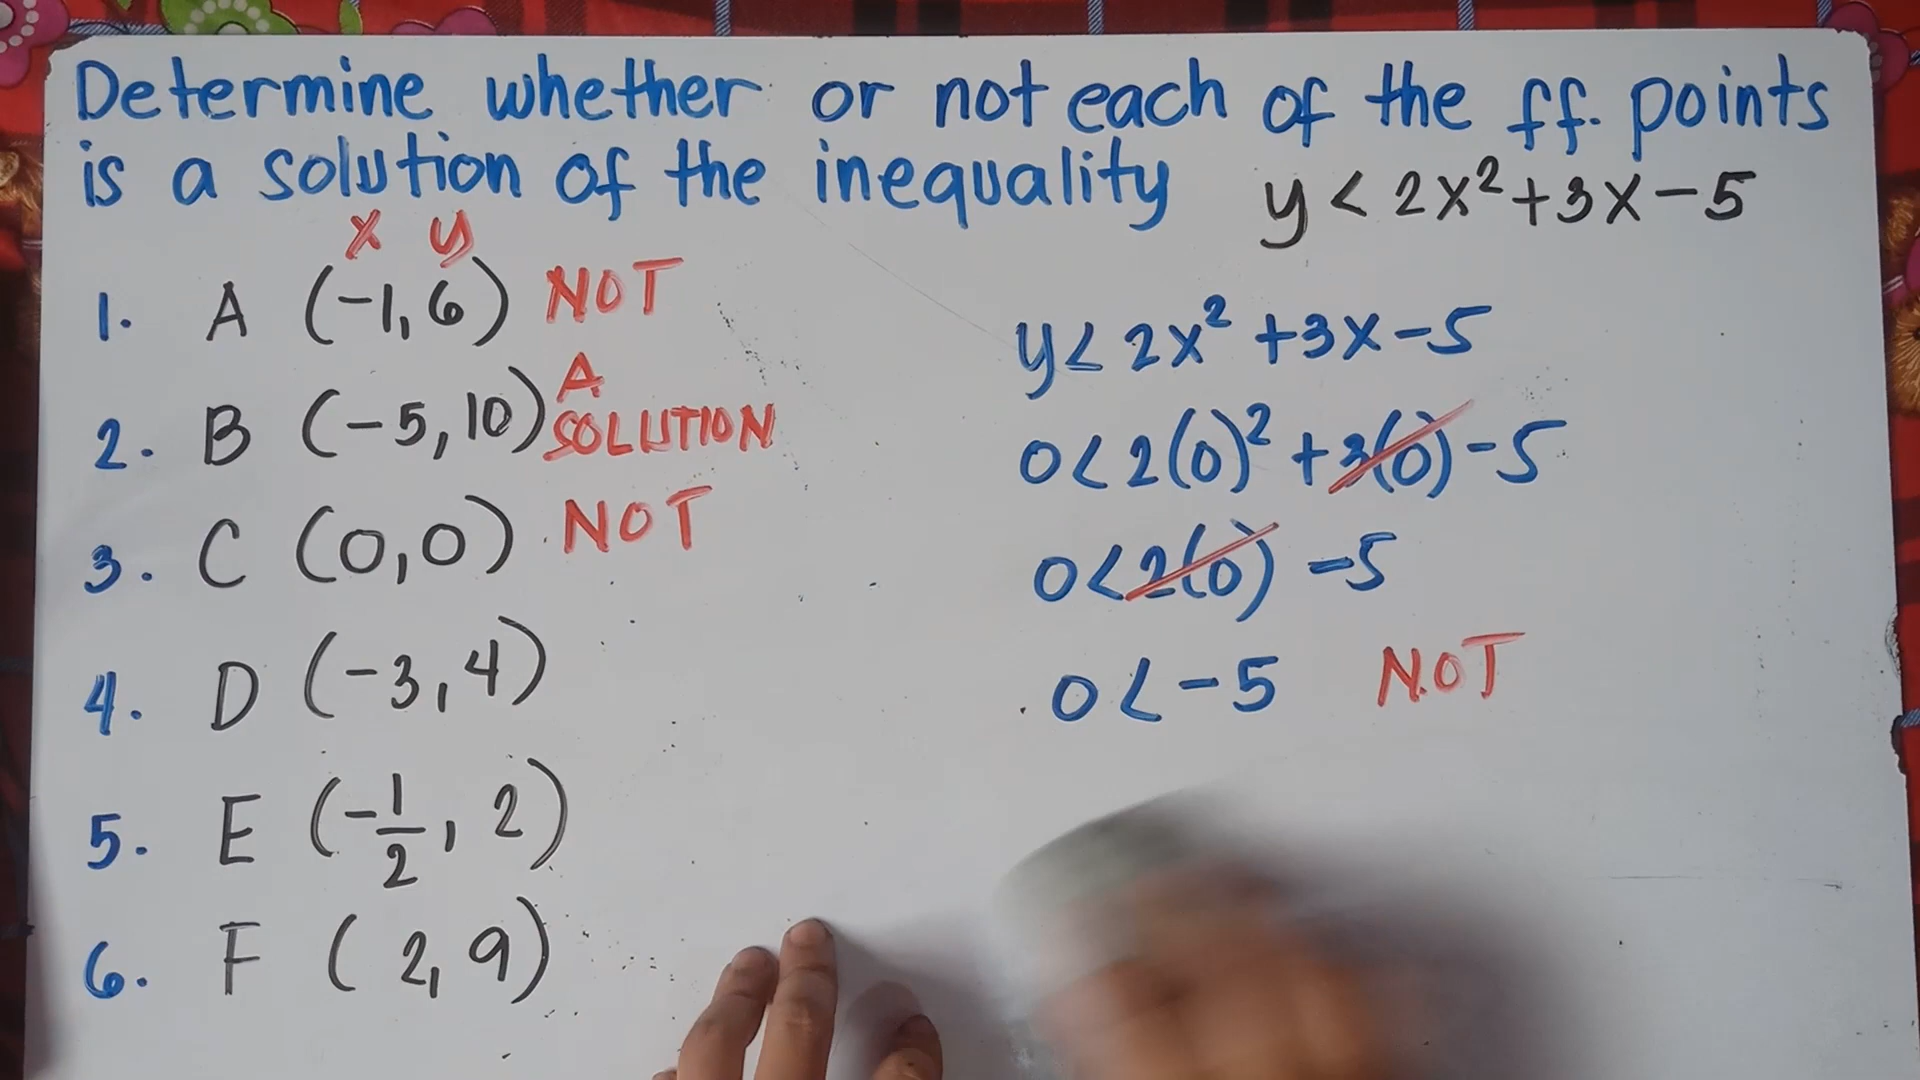 Determine whether or not each of the ff. points
is a solution of the inequality y < 2x² + 3x - 5
x y
1. A (-1, 6) NOT
2. B (-5, 10) A SOLUTION
3. C (0, 0) NOT
4. D (-3, 4)
5. E (-1/2, 2)
6. F (2, 9)
y < 2x² + 3x - 5
0 < 2(0)² + 3(0) - 5
0 < 2(0) - 5
0 < -5 NOT